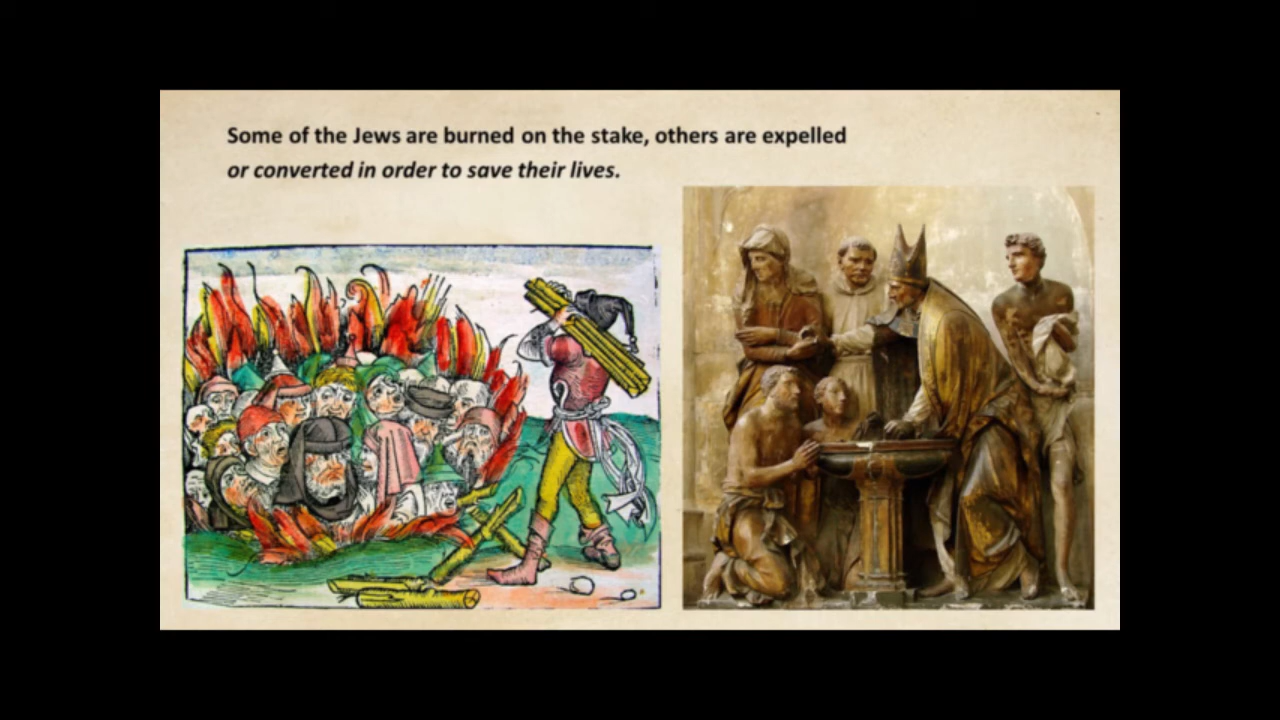 Some of the Jews are burned on the stake, others are expelled
or converted in order to save their lives.